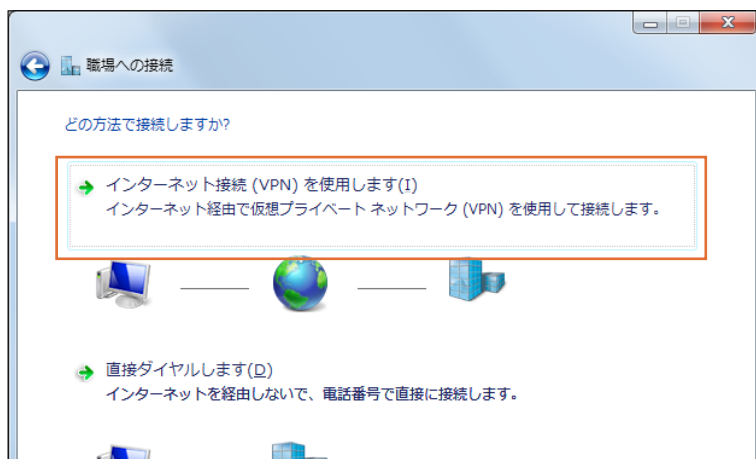 職場への接続
どの方法で接続しますか?
インターネット接続 (VPN) を使用します(I)
インターネット経由で仮想プライベート ネットワーク (VPN) を使用して接続します。
直接ダイヤルします(D)
インターネットを経由しないで、電話番号で直接に接続します。